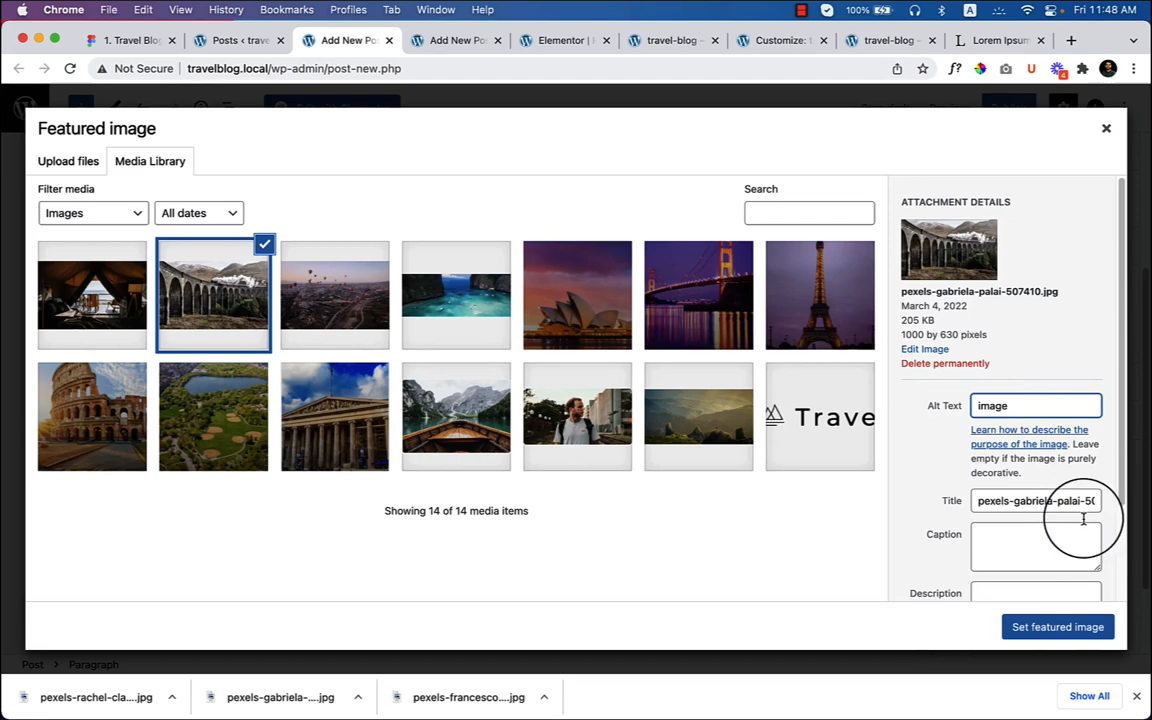 Chrome File Edit View History Bookmarks Profiles Tab Window Help 100% A Fri 11:48 AM
1. Travel Blo
Posts ‹ trave
Add New Po
Add New Po
Elementor |
travel-blog –
Customize: t
travel-blog –
Lorem Ipsum
Not Secure travelblog.local/wp-admin/post-new.php
f? U 4
Featured image
Upload files Media Library
Filter media
Images
All dates
Search
Trave
Showing 14 of 14 media items
ATTACHMENT DETAILS
pexels-gabriela-palai-507410.jpg
March 4, 2022
205 KB
1000 by 630 pixels
Edit Image
Delete permanently
Alt Text image
Learn how to describe the
purpose of the image. Leave
empty if the image is purely
decorative.
Title pexels-gabriela-palai-50
Caption
Description
Set featured image
Post › Paragraph
pexels-rachel-cla....jpg
pexels-gabriela-....jpg
pexels-francesco....jpg
Show All